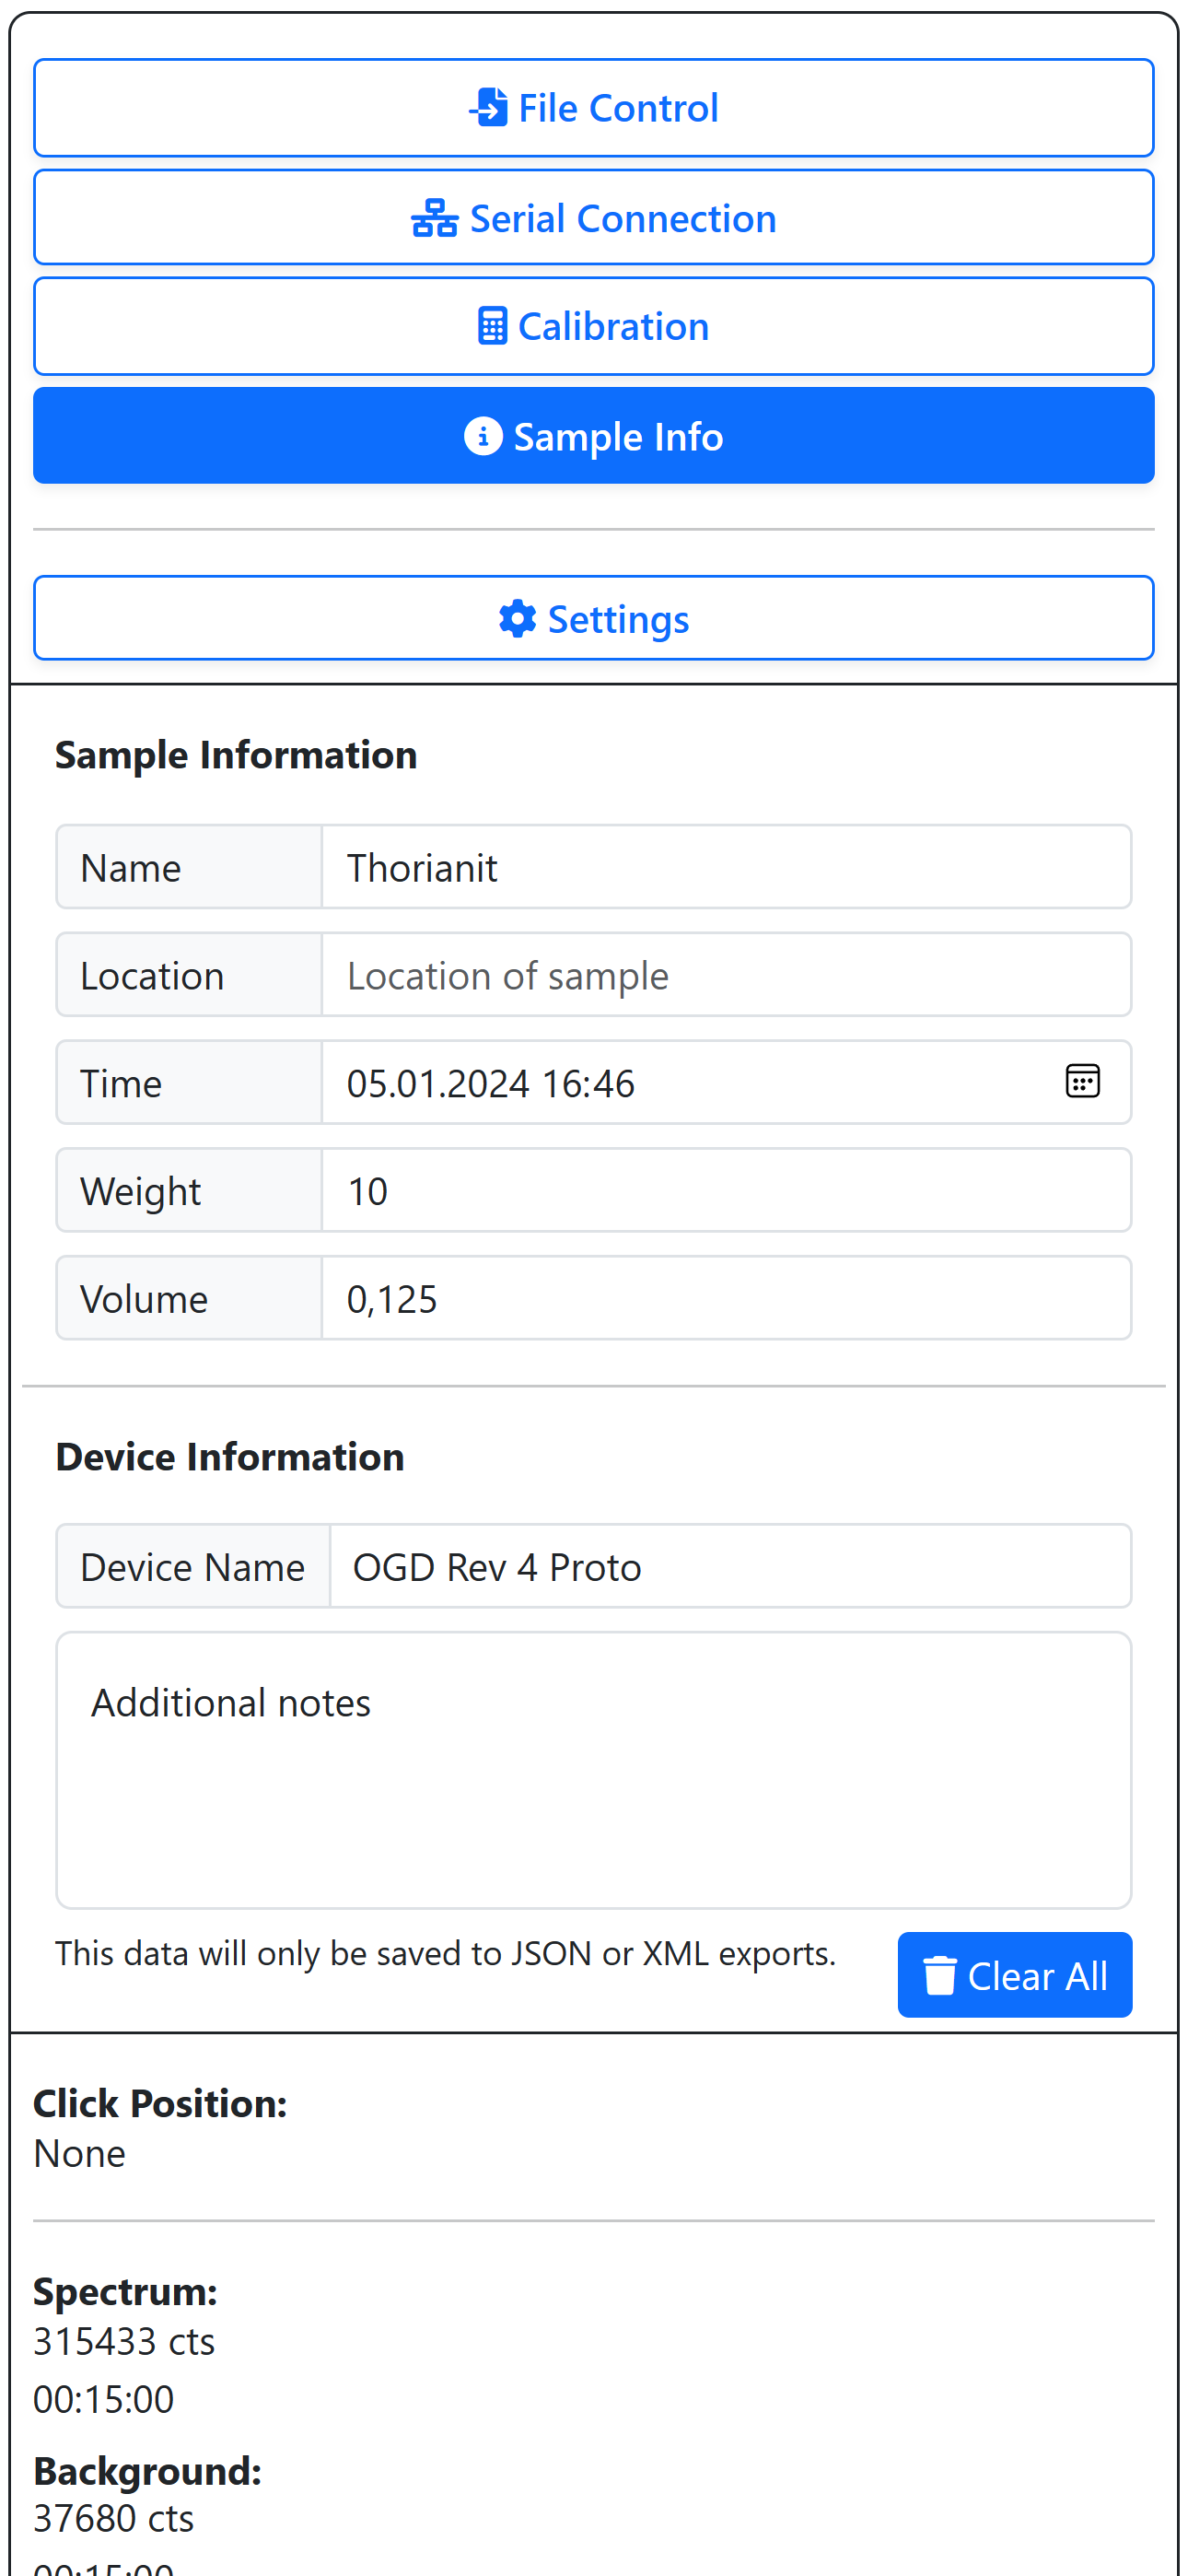 File Control
Serial Connection
Calibration
Sample Info
Settings
Sample Information
Name Thorianit
Location Location of sample
Time 05.01.2024 16:46
Weight 10
Volume 0,125
Device Information
Device Name OGD Rev 4 Proto
Additional notes
This data will only be saved to JSON or XML exports.
Clear All
Click Position:
None
Spectrum:
315433 cts
00:15:00
Background:
37680 cts
00:15:00